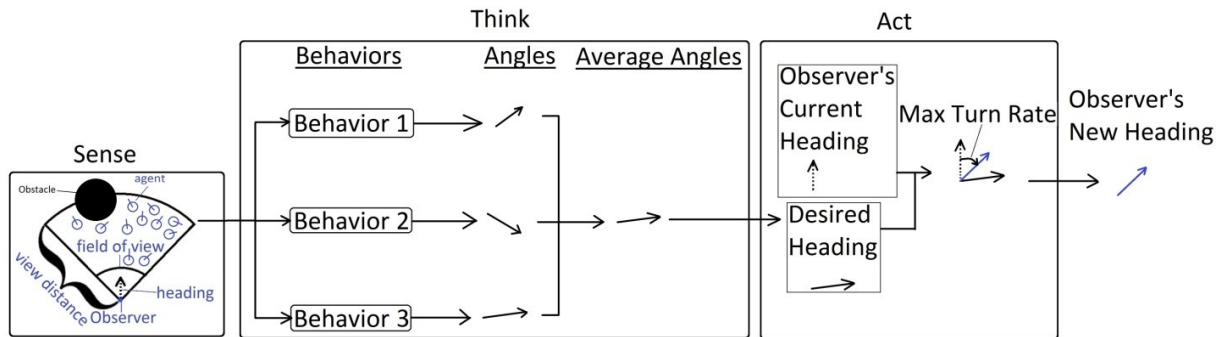 Sense
Obstacle
agent
field of view
view distance
heading
Observer
Think
Behaviors
Angles
Average Angles
Behavior 1
Behavior 2
Behavior 3
Act
Observer's
Current
Heading
Desired
Heading
Max Turn Rate
Observer's
New Heading